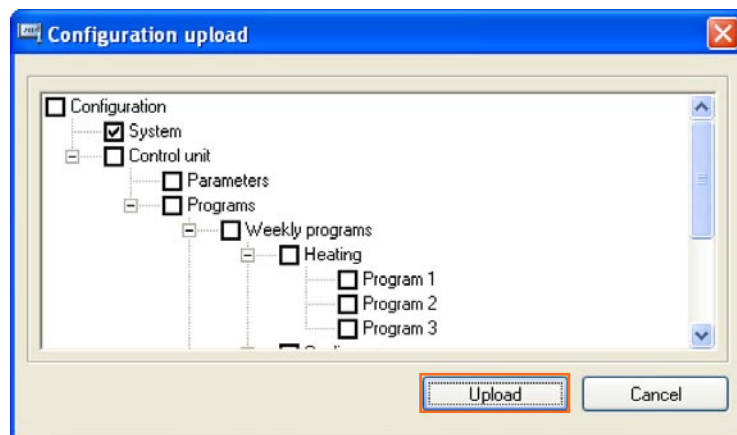 Configuration upload
Configuration
System
Control unit
Parameters
Programs
Weekly programs
Heating
Program 1
Program 2
Program 3
Upload
Cancel